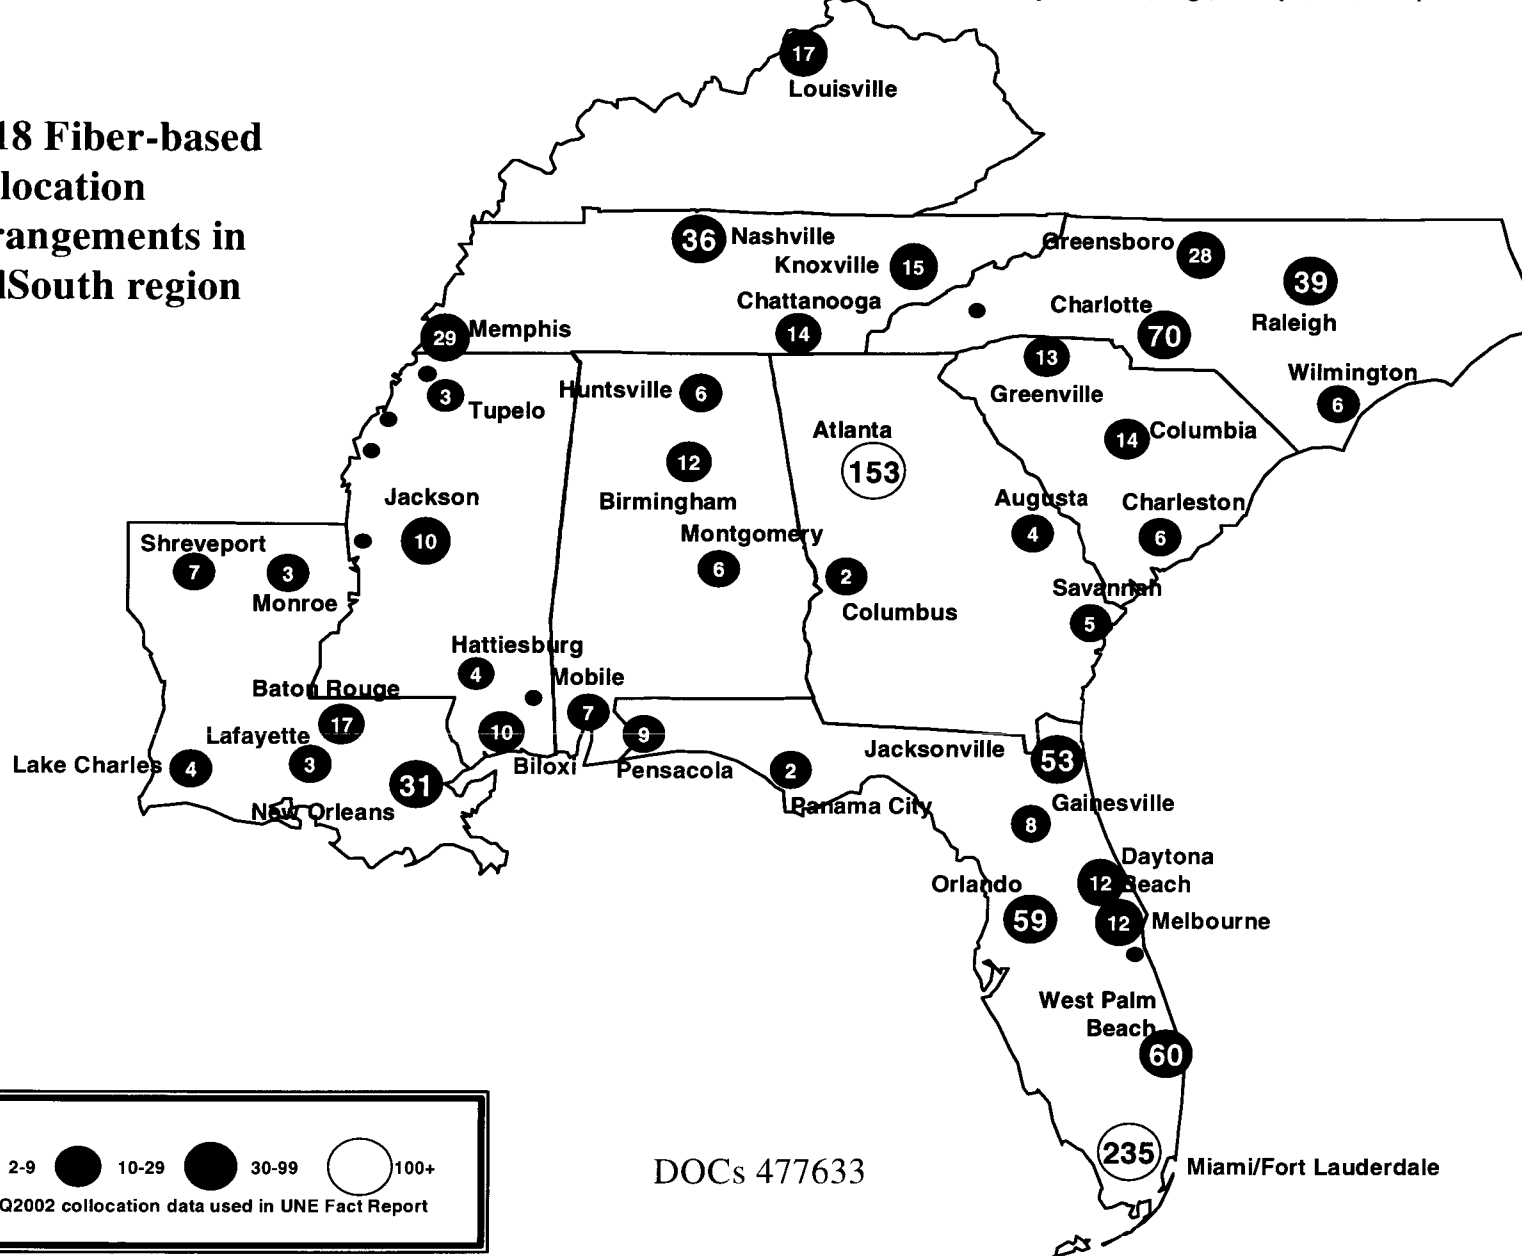 17
Louisville
18 Fiber-based
location
rangements in
lSouth region
36 Nashville
Knoxville 15
Greensboro 28
39
Raleigh
Chattanooga
14
Charlotte
70
29 Memphis
13
Greenville
Wilmington
6
3 Tupelo
Huntsville 6
Atlanta
153
14 Columbia
12
Birmingham
Jackson
10
Augusta
4
Charleston
6
Montgomery
6
Shreveport
7
3
Monroe
2
Columbus
Savannah
5
Hattiesburg
4
Mobile
7
Baton Rouge
17
Lafayette
3
10
Biloxi
9
Pensacola
Jacksonville
53
Lake Charles 4
31
New Orleans
2
Panama City
Gainesville
8
Daytona
12 Beach
Orlando
59
12 Melbourne
West Palm
Beach
60
235
Miami/Fort Lauderdale
2-9 10-29 30-99 100+
Q2002 collocation data used in UNE Fact Report
DOCs 477633